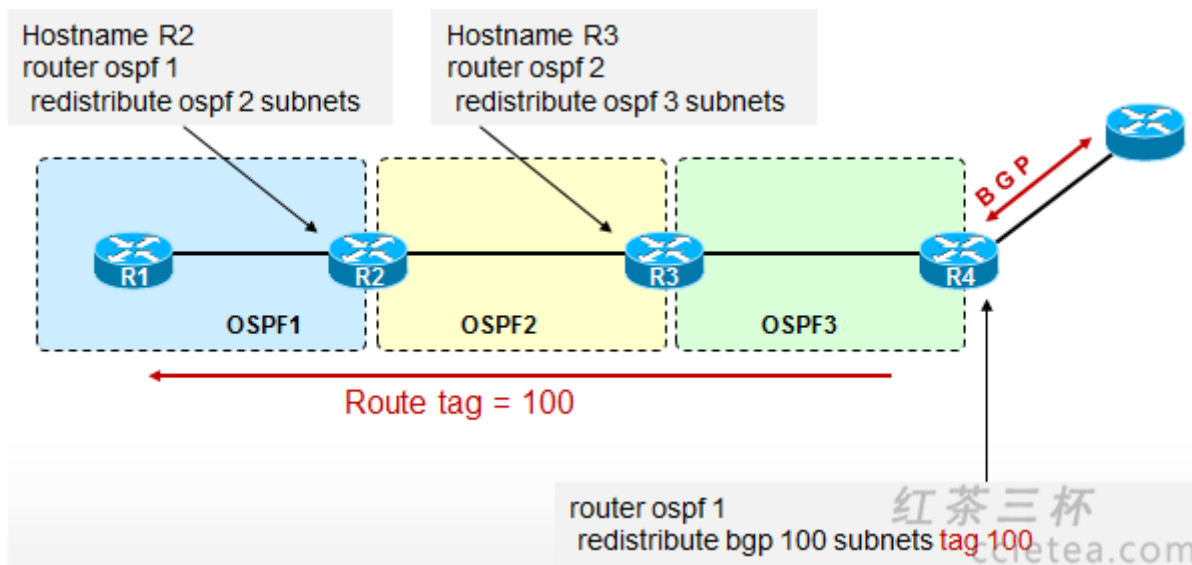 Hostname R2
router ospf 1
redistribute ospf 2 subnets
Hostname R3
router ospf 2
redistribute ospf 3 subnets
BGP
R1
R2
R3
R4
OSPF1
OSPF2
OSPF3
Route tag = 100
router ospf 1
redistribute bgp 100 subnets tag 100
红茶三杯
ccietea.com